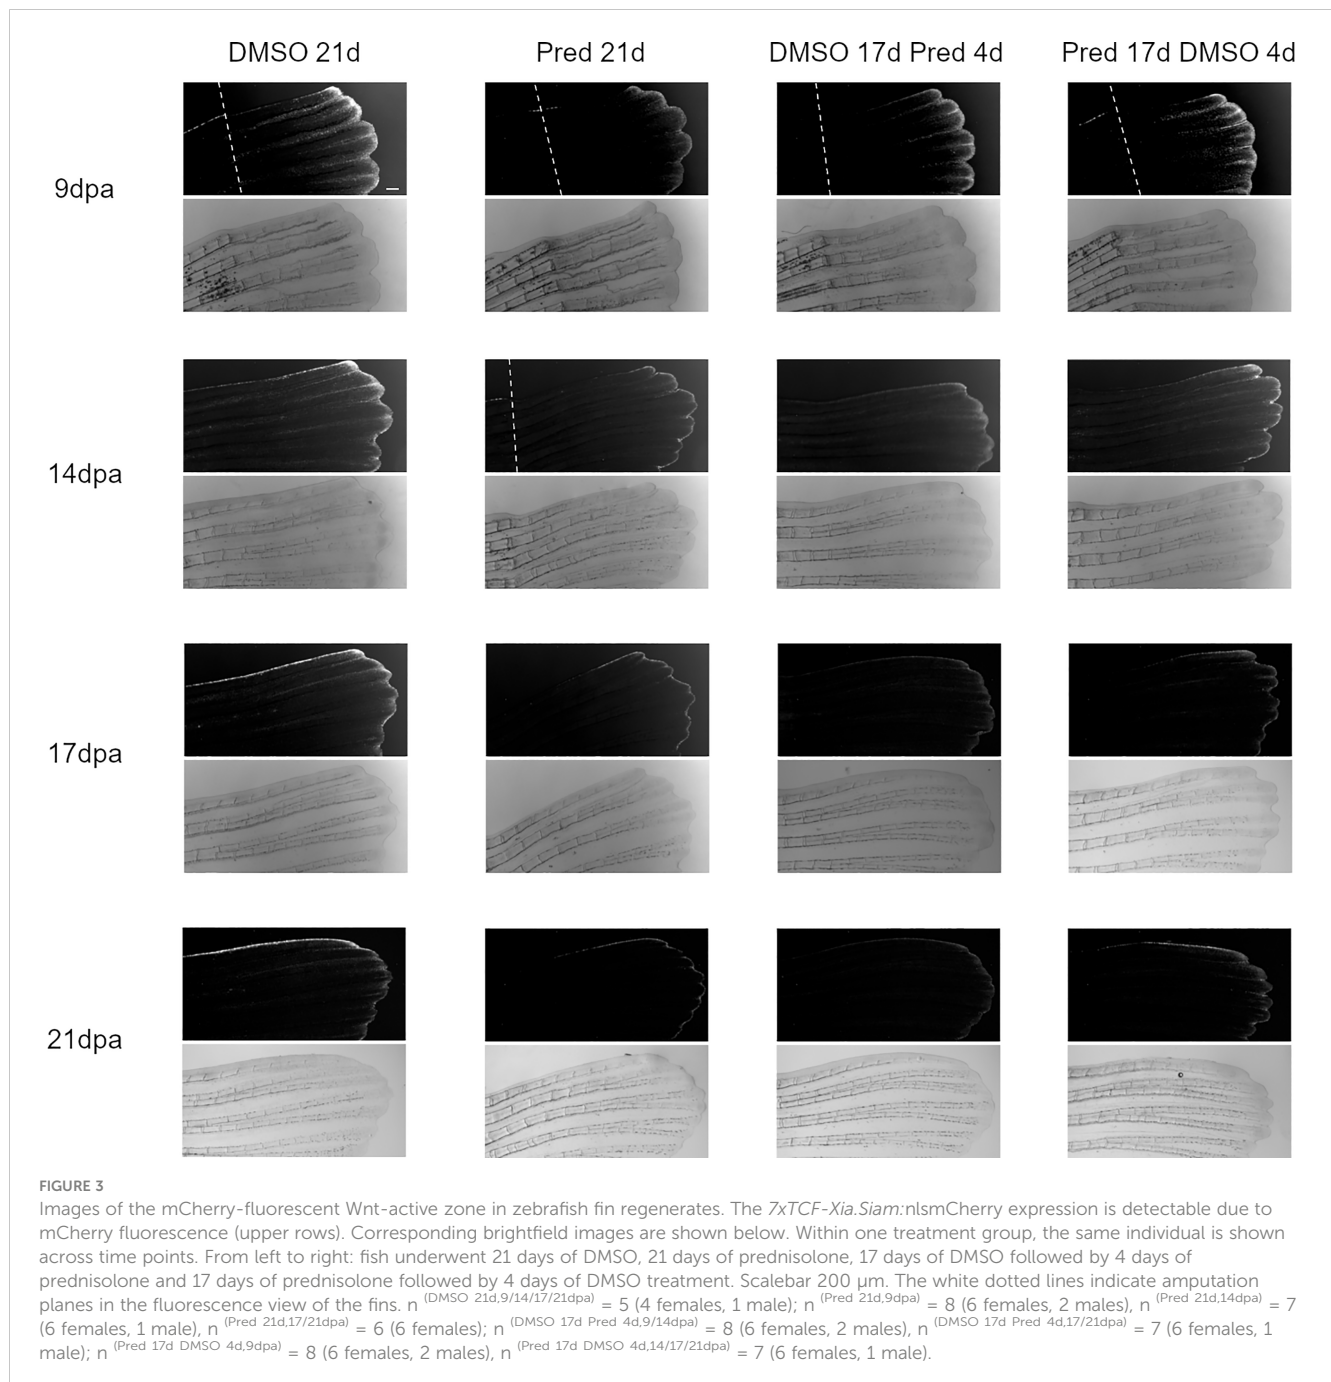 DMSO 21d Pred 21d DMSO 17d Pred 4d Pred 17d DMSO 4d
9dpa
14dpa
17dpa
21dpa
FIGURE 3
Images of the mCherry-fluorescent Wnt-active zone in zebrafish fin regenerates. The 7xTCF-Xia.Siam:nlsmCherry expression is detectable due to
mCherry fluorescence (upper rows). Corresponding brightfield images are shown below. Within one treatment group, the same individual is shown
across time points. From left to right: fish underwent 21 days of DMSO, 21 days of prednisolone, 17 days of DMSO followed by 4 days of
prednisolone and 17 days of prednisolone followed by 4 days of DMSO treatment. Scalebar 200 µm. The white dotted lines indicate amputation
planes in the fluorescence view of the fins. n (DMSO 21d,9/14/17/21dpa) = 5 (4 females, 1 male); n (Pred 21d,9dpa) = 8 (6 females, 2 males), n (Pred 21d,14dpa) = 7
(6 females, 1 male), n (Pred 21d,17/21dpa) = 6 (6 females); n (DMSO 17d Pred 4d,9/14dpa) = 8 (6 females, 2 males), n (DMSO 17d Pred 4d,17/21dpa) = 7 (6 females, 1
male); n (Pred 17d DMSO 4d,9dpa) = 8 (6 females, 2 males), n (Pred 17d DMSO 4d,14/17/21dpa) = 7 (6 females, 1 male).